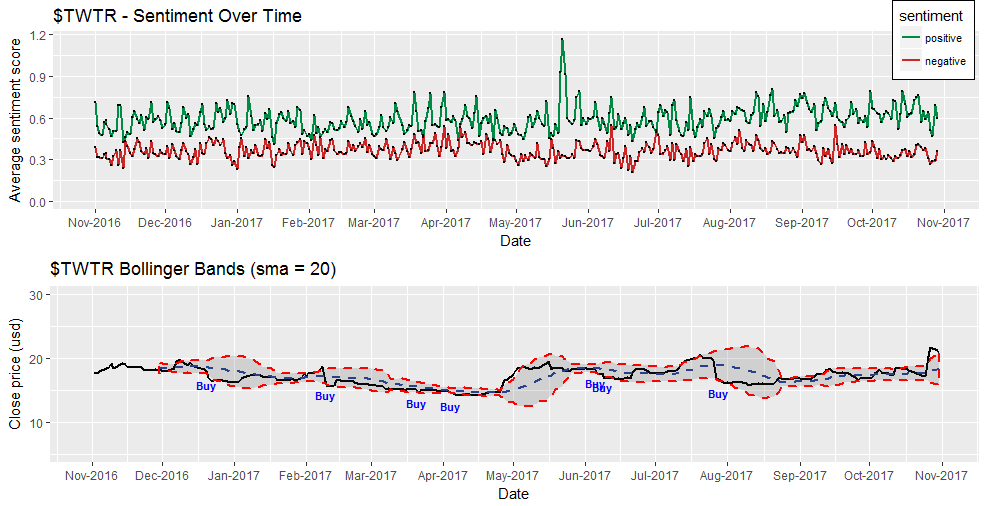 $TWTR - Sentiment Over Time
sentiment
positive
negative
Average sentiment score
1.2
0.9
0.6
0.3
0.0
Nov-2016 Dec-2016 Jan-2017 Feb-2017 Mar-2017 Apr-2017 May-2017 Jun-2017 Jul-2017 Aug-2017 Sep-2017 Oct-2017 Nov-2017
Date
$TWTR Bollinger Bands (sma = 20)
Close price (usd)
30
20
10
Buy Buy Buy Buy Buy Buy Buy
Nov-2016 Dec-2016 Jan-2017 Feb-2017 Mar-2017 Apr-2017 May-2017 Jun-2017 Jul-2017 Aug-2017 Sep-2017 Oct-2017 Nov-2017
Date